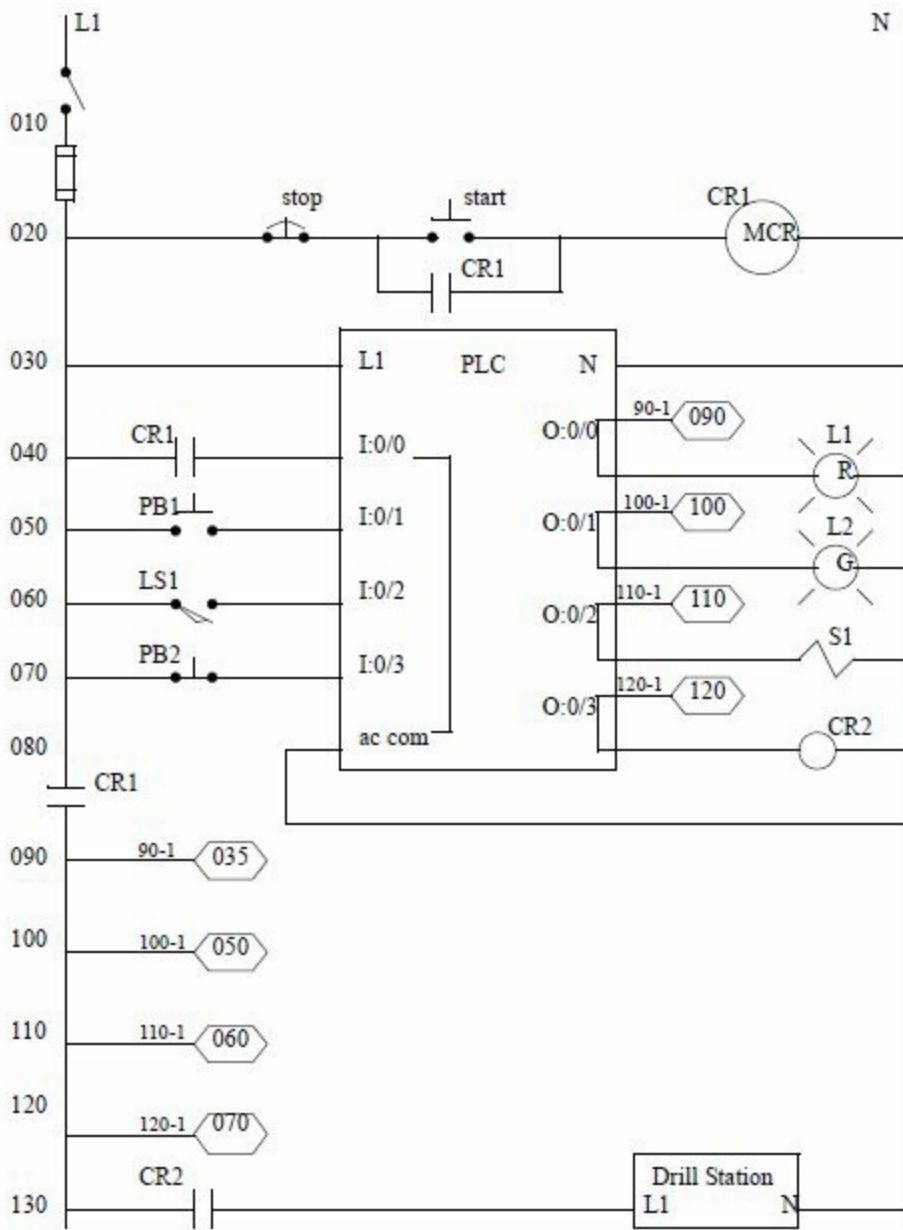 L1 N
010
stop start CR1
020 MCR
CR1
030 L1 PLC N
90-1 090
CR1 O:0/0 L1
040 I:0/0 R
PB1 100-1 100
050 I:0/1 O:0/1 L2
G
LS1 110-1 110
060 I:0/2 O:0/2
S1
PB2
070 I:0/3 120-1 120
O:0/3
080 ac com CR2
CR1
090 90-1 035
100 100-1 050
110 110-1 060
120
120-1 070
CR2 Drill Station
130 L1 N